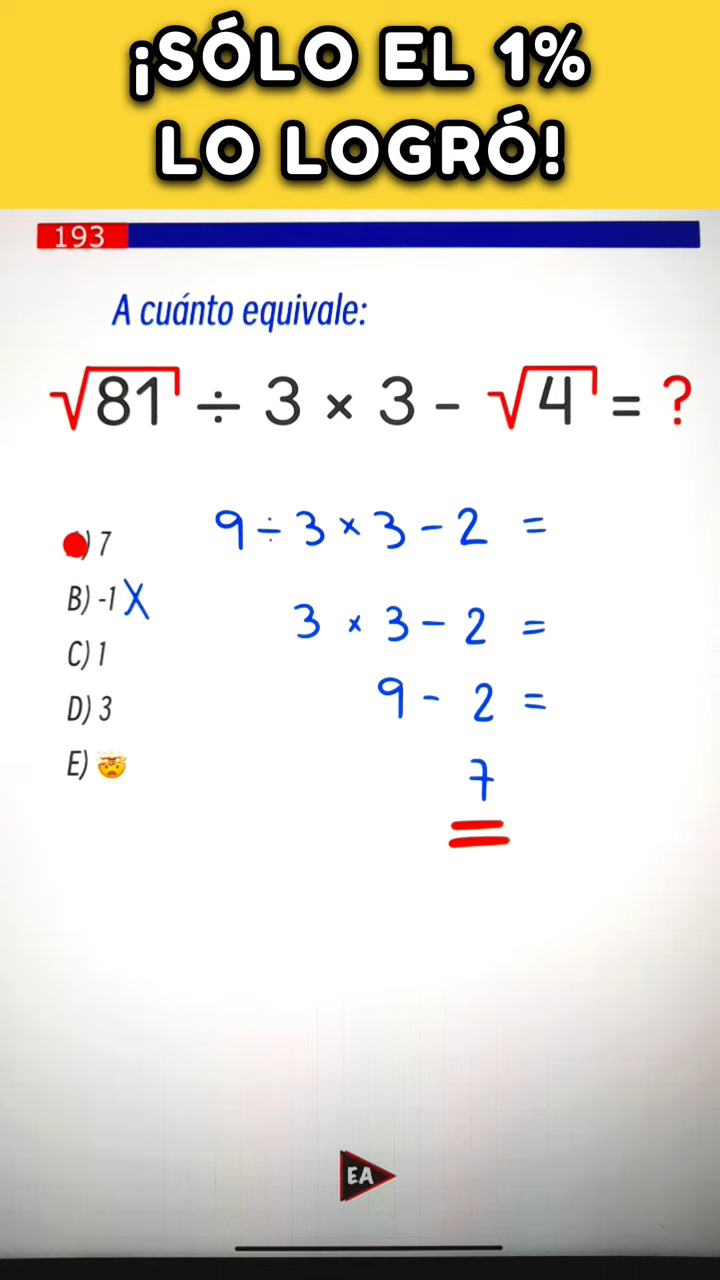 ¡SÓLO EL 1%
LO LOGRÓ!
193
A cuánto equivale:
√81 ÷ 3 × 3 - √4 = ?
9 ÷ 3 × 3 - 2 =
) 7
B) -1 X
3 × 3 - 2 =
C) 1
9 - 2 =
D) 3
E) 🤯
7
EA